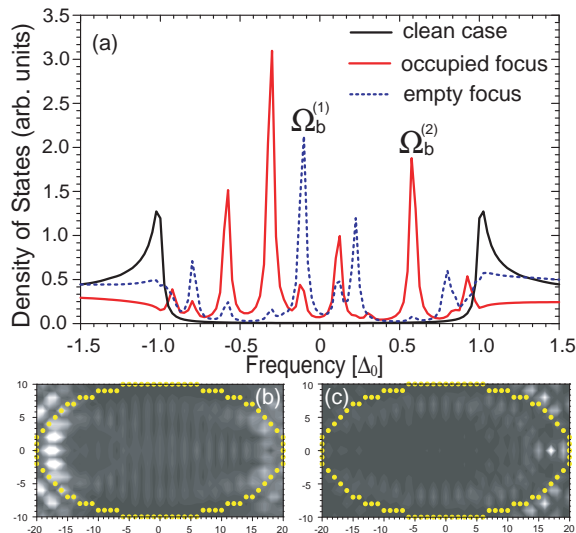 (a)
clean case
occupied focus
empty focus
Ω_b^(1)
Ω_b^(2)
Density of States (arb. units)
3.5
3.0
2.5
2.0
1.5
1.0
0.5
0.0
-1.5 -1.0 -0.5 0 0.5 1.0 1.5
Frequency [Δ₀]
(b)
10
5
0
-5
-10
-20 -15 -10 -5 0 5 10 15 20
(c)
10
5
0
-5
-10
-20 -15 -10 -5 0 5 10 15 20